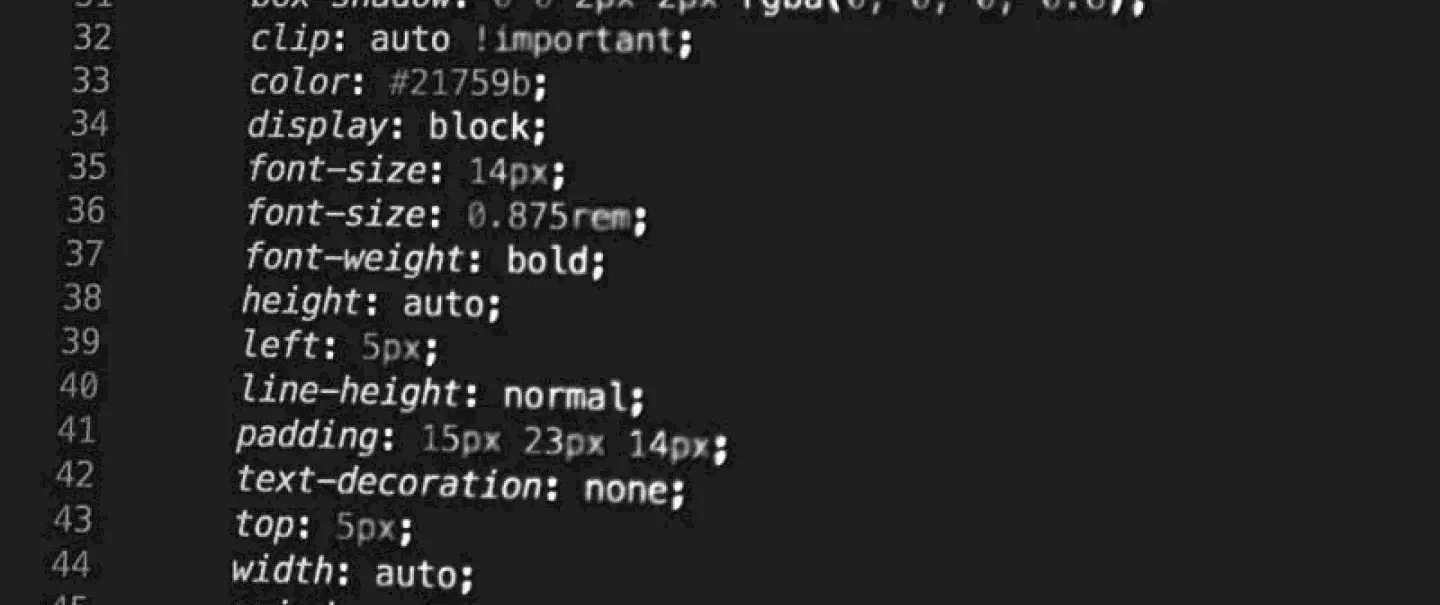 31 box-shadow: 0 0 2px 2px rgba(0, 0, 0, 0.6);
32 clip: auto !important;
33 color: #21759b;
34 display: block;
35 font-size: 14px;
36 font-size: 0.875rem;
37 font-weight: bold;
38 height: auto;
39 left: 5px;
40 line-height: normal;
41 padding: 15px 23px 14px;
42 text-decoration: none;
43 top: 5px;
44 width: auto;
45